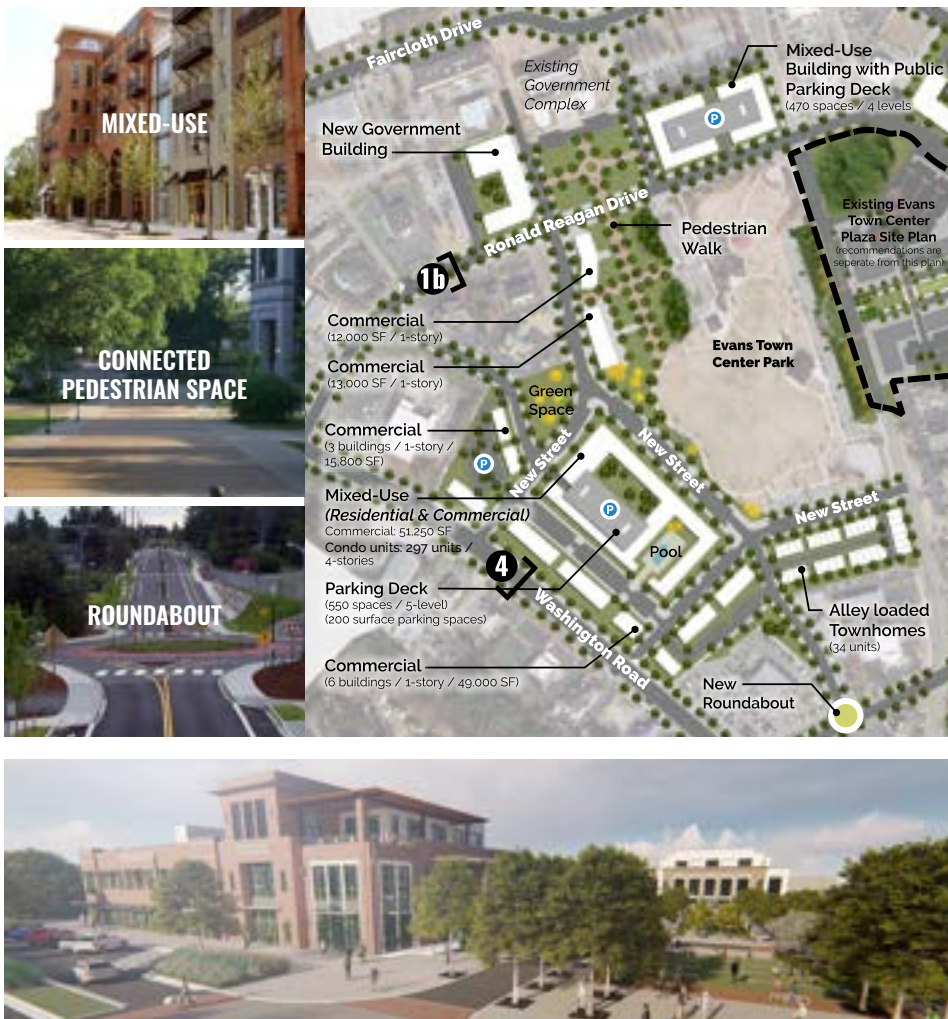 MIXED-USE
CONNECTED
PEDESTRIAN SPACE
ROUNDABOUT
Faircloth Drive
Existing
Government
Complex
Mixed-Use
Building with Public
Parking Deck
(470 spaces / 4 levels
P
New Government
Building
Ronald Reagan Drive
Existing Evans
Town Center
Plaza Site Plan
(recommendations are
seperate from this plan)
Pedestrian
Walk
1b
Commercial
(12,000 SF / 1-story)
Evans Town
Center Park
Commercial
(13,000 SF / 1-story)
Green
Space
Commercial
(3 buildings / 1-story /
15,800 SF)
P
New Street
New Street
Mixed-Use
(Residential & Commercial)
Commercial: 51,250 SF
Condo units: 297 units /
4-stories
P
New Street
Pool
4
Parking Deck
(550 spaces / 5-level)
(200 surface parking spaces)
Washington Road
Alley loaded
Townhomes
(34 units)
Commercial
(6 buildings / 1-story / 49,000 SF)
New
Roundabout